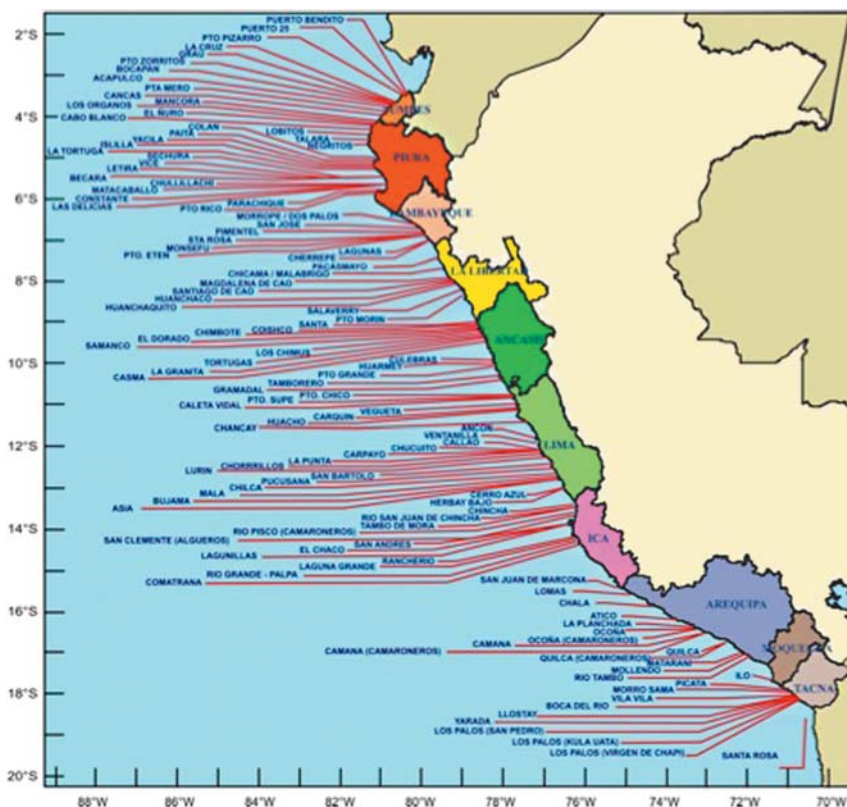 PUERTO BENDITO
PUERTO 25
PTO PIZARRO
LA CRUZ
GRAU
PTO ZORRITOS
BOCAPAN
ACAPULCO
PTA MERO
CANCAS
MANCORA
LOS ORGANOS
EL ÑURO
CABO BLANCO
TUMBES
LOBITOS
TALARA
NEGRITOS
COLAN
PAITA
YACILA
ISLILLA
LA TORTUGA
SECHURA
VICE
LETIRA
BECARA
CHULLILLACHI
MATACABALLO
CONSTANTE
LAS DELICIAS
PARACHIQUE
PTO RICO
PIURA
MORROPE / DOS PALOS
SAN JOSE
PIMENTEL
STA ROSA
MONSEFU
PTO. ETEN
LAMBAYEQUE
LAGUNAS
CHERREPE
PACASMAYO
CHICAMA / MALABRIGO
MAGDALENA DE CAO
SANTIAGO DE CAO
HUANCHACO
HUANCHAQUITO
LA LIBERTAD
SALAVERRY
PTO MORIN
SANTA
COISHCO
CHIMBOTE
EL DORADO
SAMANCO
LOS CHIMUS
TORTUGAS
LA GRANITA
CASMA
ANCASH
CULEBRAS
HUARMEY
PTO GRANDE
TAMBORERO
GRAMADAL
PTO. CHICO
PTO. SUPE
CALETA VIDAL
VEGUETA
CARQUIN
HUACHO
CHANCAY
ANCON
VENTANILLA
CALLAO
CHUCUITO
CARPAYO
LIMA
LA PUNTA
CHORRRILLOS
LURIN
SAN BARTOLO
PUCUSANA
CHILCA
MALA
BUJAMA
ASIA
CERRO AZUL
HERBAY BAJO
CHINCHA
RIO SAN JUAN DE CHINCHA
TAMBO DE MORA
RIO PISCO (CAMARONEROS)
SAN CLEMENTE (ALGUEROS)
SAN ANDRES
EL CHACO
LAGUNILLAS
ICA
RANCHERIO
LAGUNA GRANDE
RIO GRANDE - PALPA
COMATRANA
SAN JUAN DE MARCONA
LOMAS
CHALA
AREQUIPA
ATICO
LA PLANCHADA
OCOÑA
OCOÑA (CAMARONEROS)
CAMANA
CAMANA (CAMARONEROS)
QUILCA
QUILCA (CAMARONEROS)
MATARANI
MOLLENDO
RIO TAMBO
MOQUEGUA
ILO
PICATA
MORRO SAMA
VILA VILA
BOCA DEL RIO
TACNA
LLOSTAY
YARADA
LOS PALOS (SAN PEDRO)
LOS PALOS (KULA UATA)
LOS PALOS (VIRGEN DE CHAPI)
SANTA ROSA
2°S
4°S
6°S
8°S
10°S
12°S
14°S
16°S
18°S
20°S
88°W
86°W
84°W
82°W
80°W
78°W
76°W
74°W
72°W
70°W